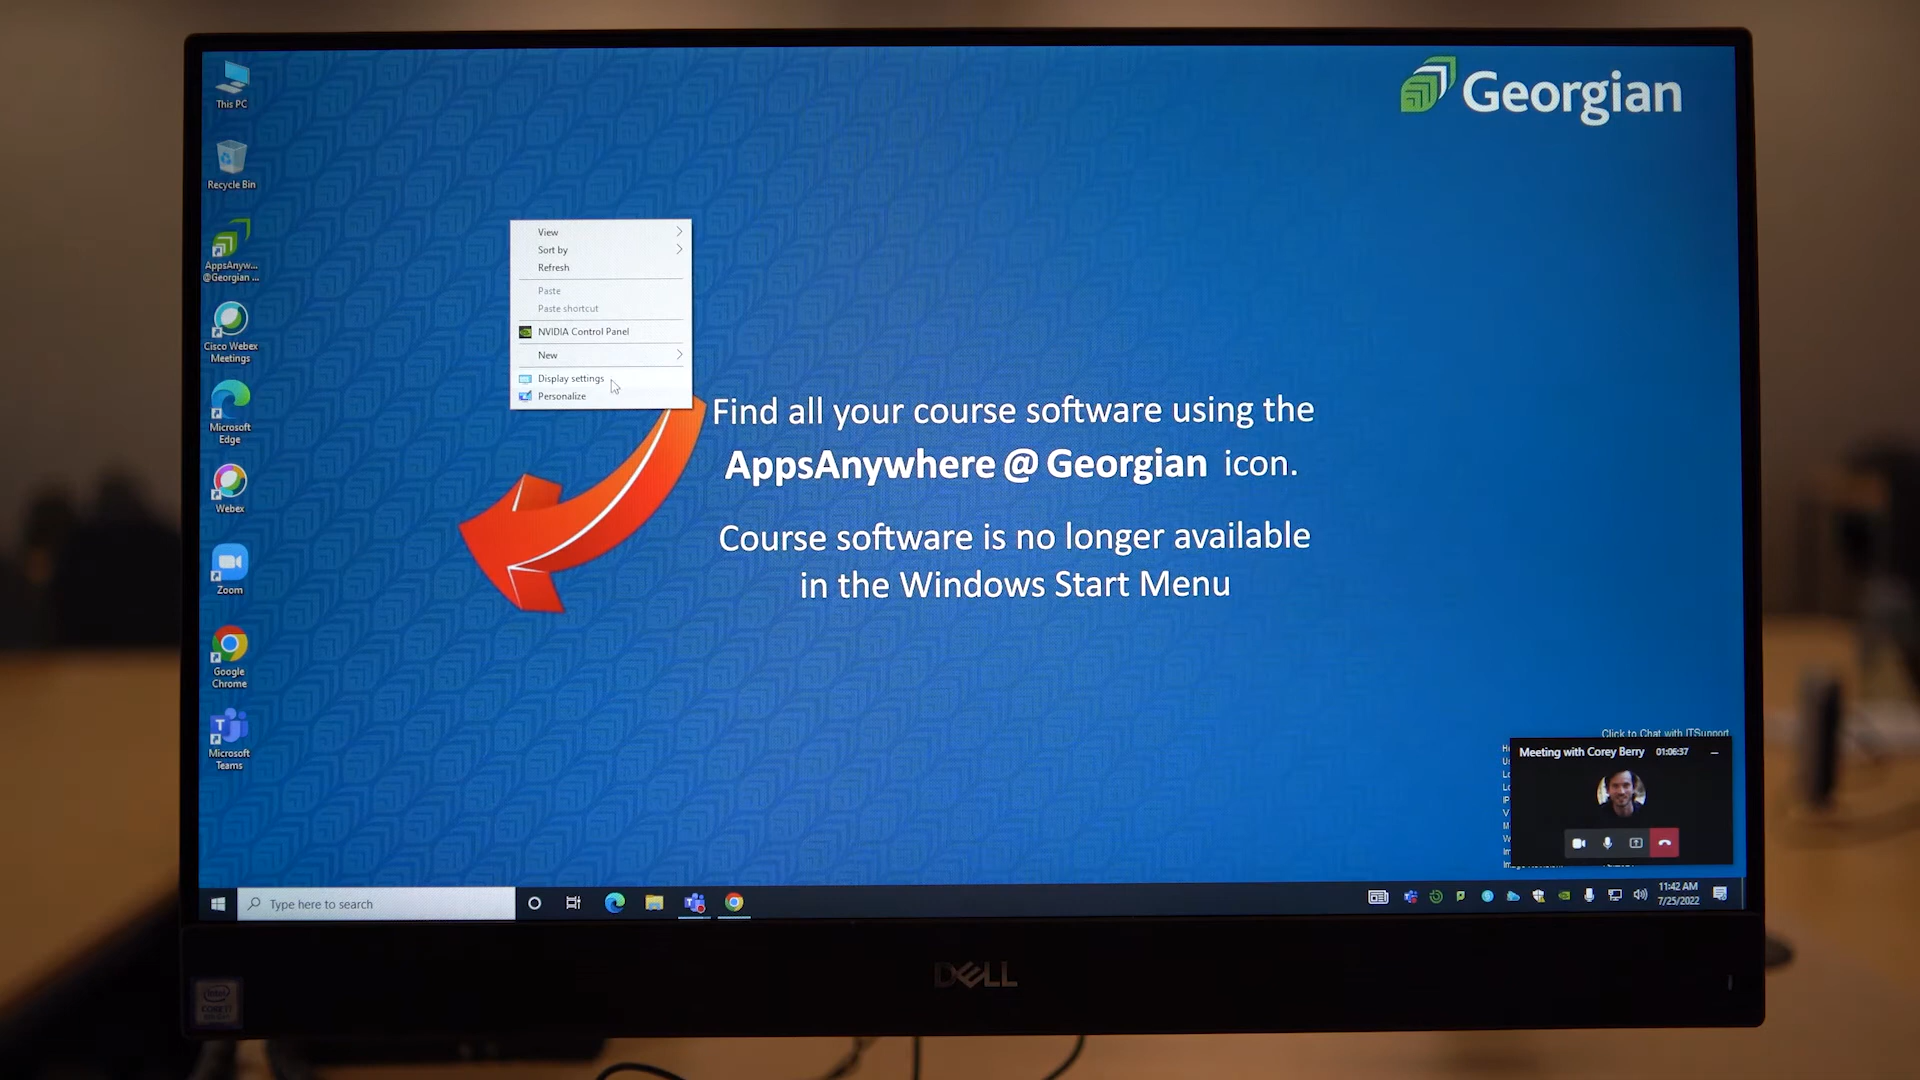 This PC
Recycle Bin
AppsAnyw...
@Georgian ...
Cisco Webex
Meetings
Microsoft
Edge
Webex
Zoom
Google
Chrome
Microsoft
Teams
View
Sort by
Refresh
Paste
Paste shortcut
NVIDIA Control Panel
New
Display settings
Personalize
Georgian
Find all your course software using the
AppsAnywhere @ Georgian icon.
Course software is no longer available
in the Windows Start Menu
Click to Chat with ITSupport
Meeting with Corey Berry 01:06:37
Type here to search
11:42 AM
7/25/2022
DELL
intel
CORE i7